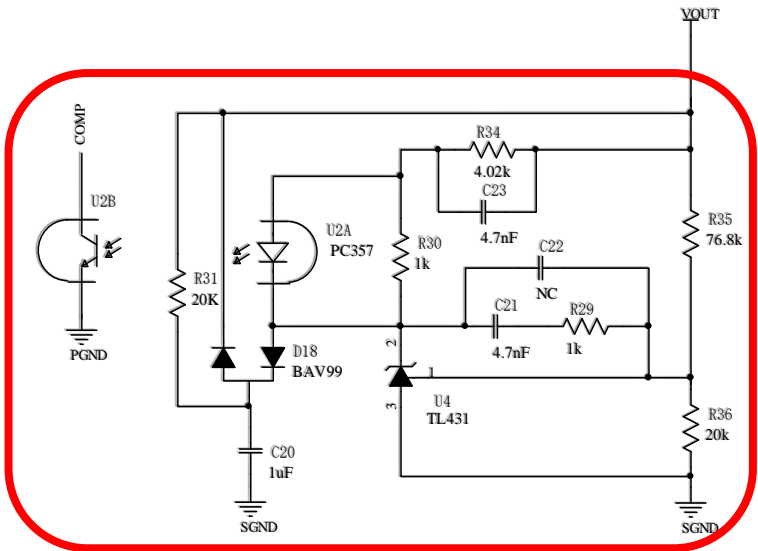 VOUT
COMP
R34
4.02k
C23
4.7nF
U2B
U2A
PC357
R35
76.8k
R30
1k
C22
NC
R31
20K
C21
R29
4.7nF
1k
2
D18
BAV99
1
U4
TL431
3
R36
20k
PGND
C20
1uF
SGND
SGND